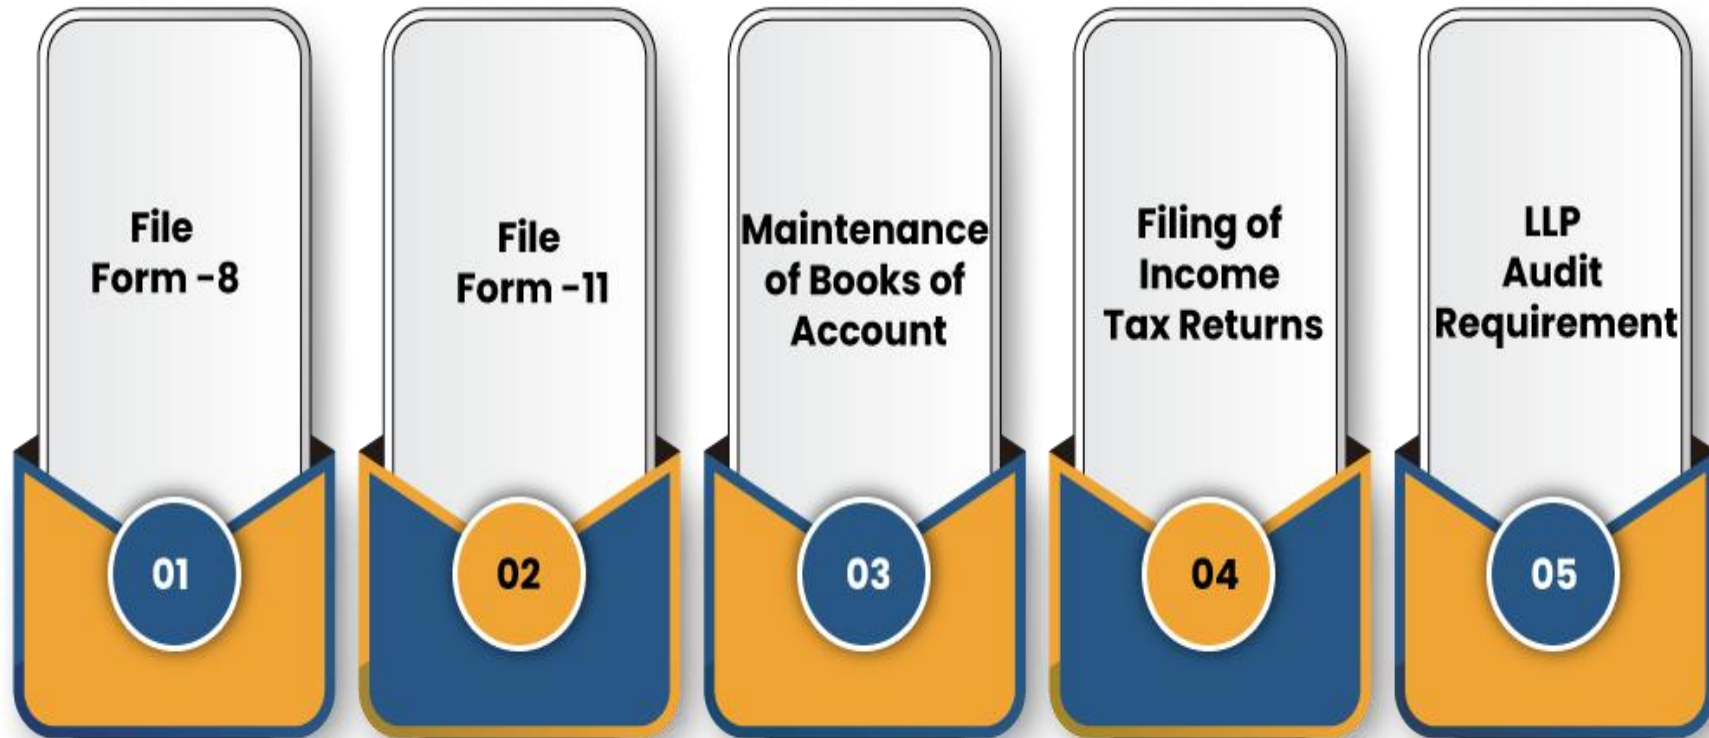 File
Form -8
01
File
Form -11
02
Maintenance
of Books of
Account
03
Filing of
Income
Tax Returns
04
LLP
Audit
Requirement
05